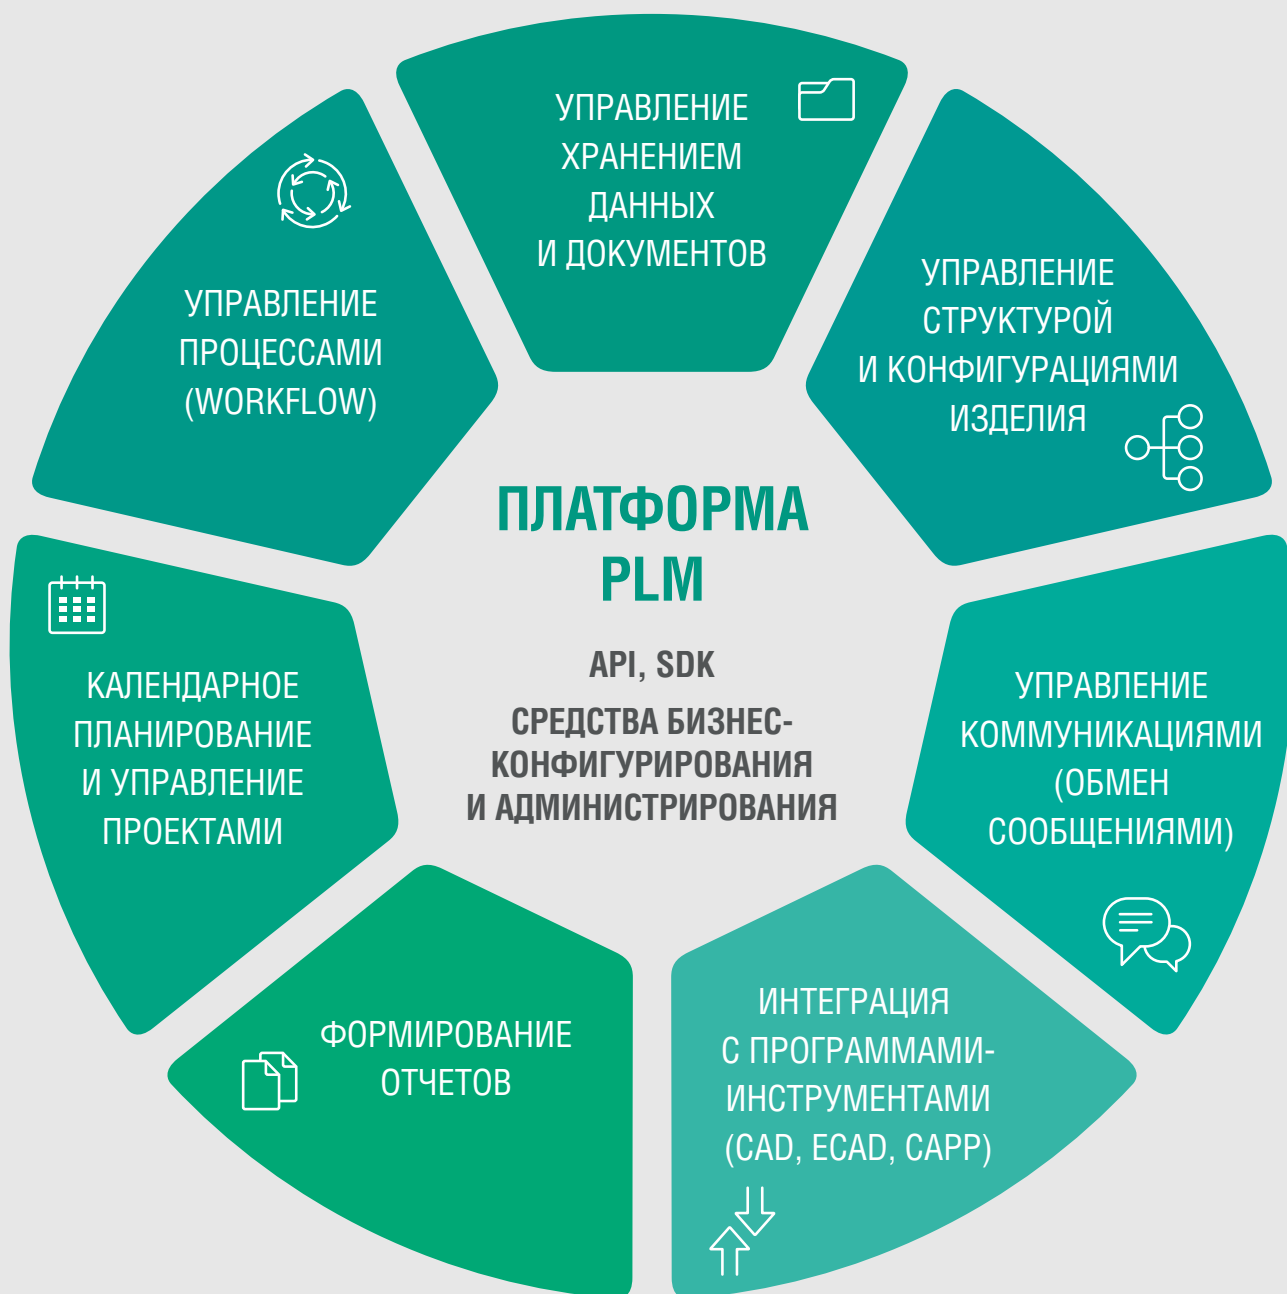 УПРАВЛЕНИЕ
ХРАНЕНИЕМ
ДАННЫХ
И ДОКУМЕНТОВ
УПРАВЛЕНИЕ
СТРУКТУРОЙ
И КОНФИГУРАЦИЯМИ
ИЗДЕЛИЯ
УПРАВЛЕНИЕ
КОММУНИКАЦИЯМИ
(ОБМЕН
СООБЩЕНИЯМИ)
ИНТЕГРАЦИЯ
С ПРОГРАММАМИ-
ИНСТРУМЕНТАМИ
(CAD, ECAD, CAPP)
ФОРМИРОВАНИЕ
ОТЧЕТОВ
КАЛЕНДАРНОЕ
ПЛАНИРОВАНИЕ
И УПРАВЛЕНИЕ
ПРОЕКТАМИ
УПРАВЛЕНИЕ
ПРОЦЕССАМИ
(WORKFLOW)
ПЛАТФОРМА
PLM
API, SDK
СРЕДСТВА БИЗНЕС-
КОНФИГУРИРОВАНИЯ
И АДМИНИСТРИРОВАНИЯ